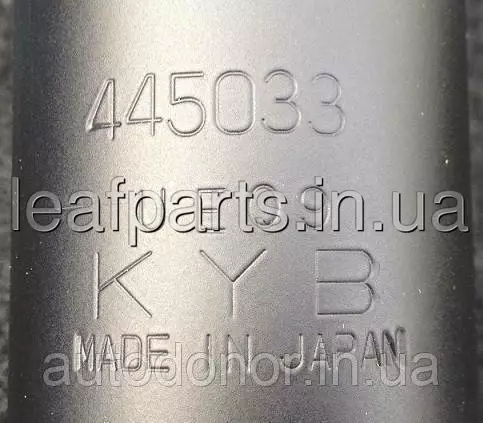 445033
leafparts.in.ua
KYB
MADE IN JAPAN
autodonor.in.ua